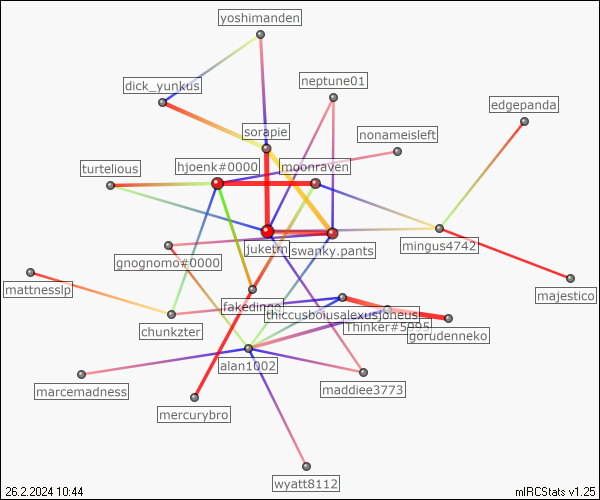 yoshimanden
dick_yunkus
neptune01
edgepanda
sorapie
nonameisleft
turtelious
hjoenk#0000
moonraven
juketm
swanky.pants
mingus4742
gnognomo#0000
mattnesslp
majestico
fakedinng
thiccusboiusalexusjoneus
chunkzter
Thinker#5995
gorudenneko
alan1002
marcemadness
maddiee3773
mercurybro
wyatt8112
26.2.2024 10:44
mIRCStats v1.25